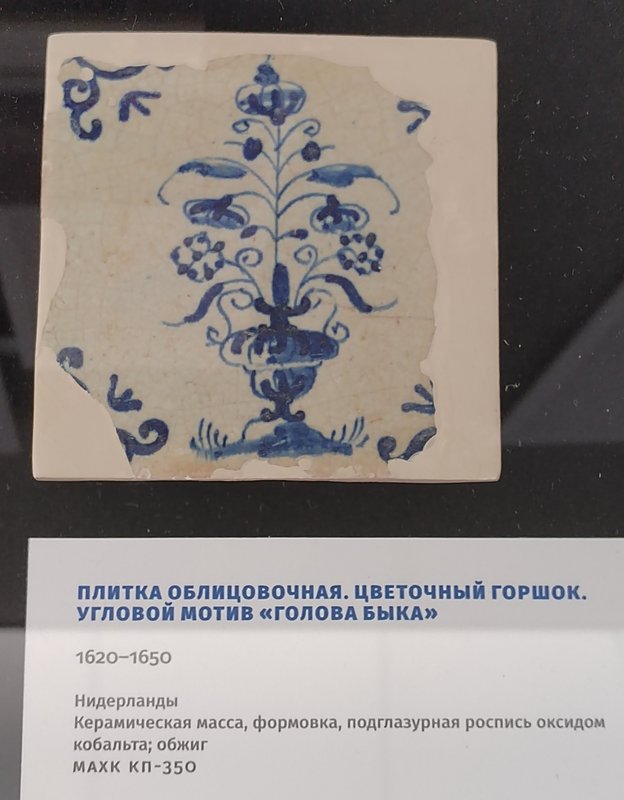 ПЛИТКА ОБЛИЦОВОЧНАЯ. ЦВЕТОЧНЫЙ ГОРШОК.
УГЛОВОЙ МОТИВ «ГОЛОВА БЫКА»
1620–1650
Нидерланды
Керамическая масса, формовка, подглазурная роспись оксидом
кобальта; обжиг
МАХК КП-350